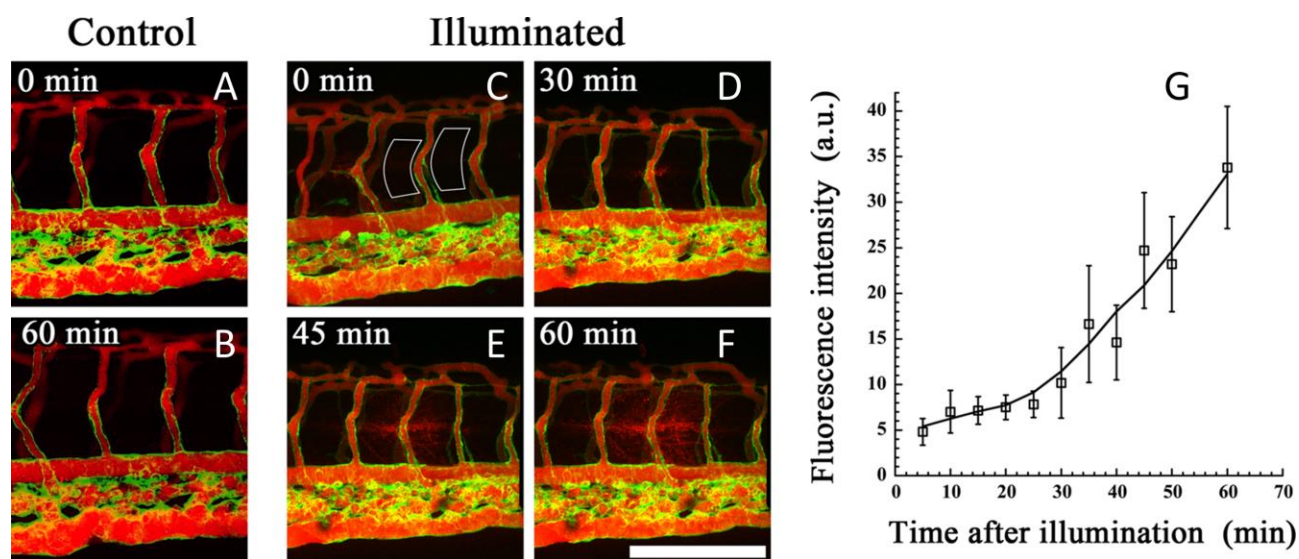 Control
Illuminated
0 min A
0 min C
30 min D
60 min B
45 min E
60 min F
G
Fluorescence intensity (a.u.)
40
35
30
25
20
15
10
5
0
0 10 20 30 40 50 60 70
Time after illumination (min)